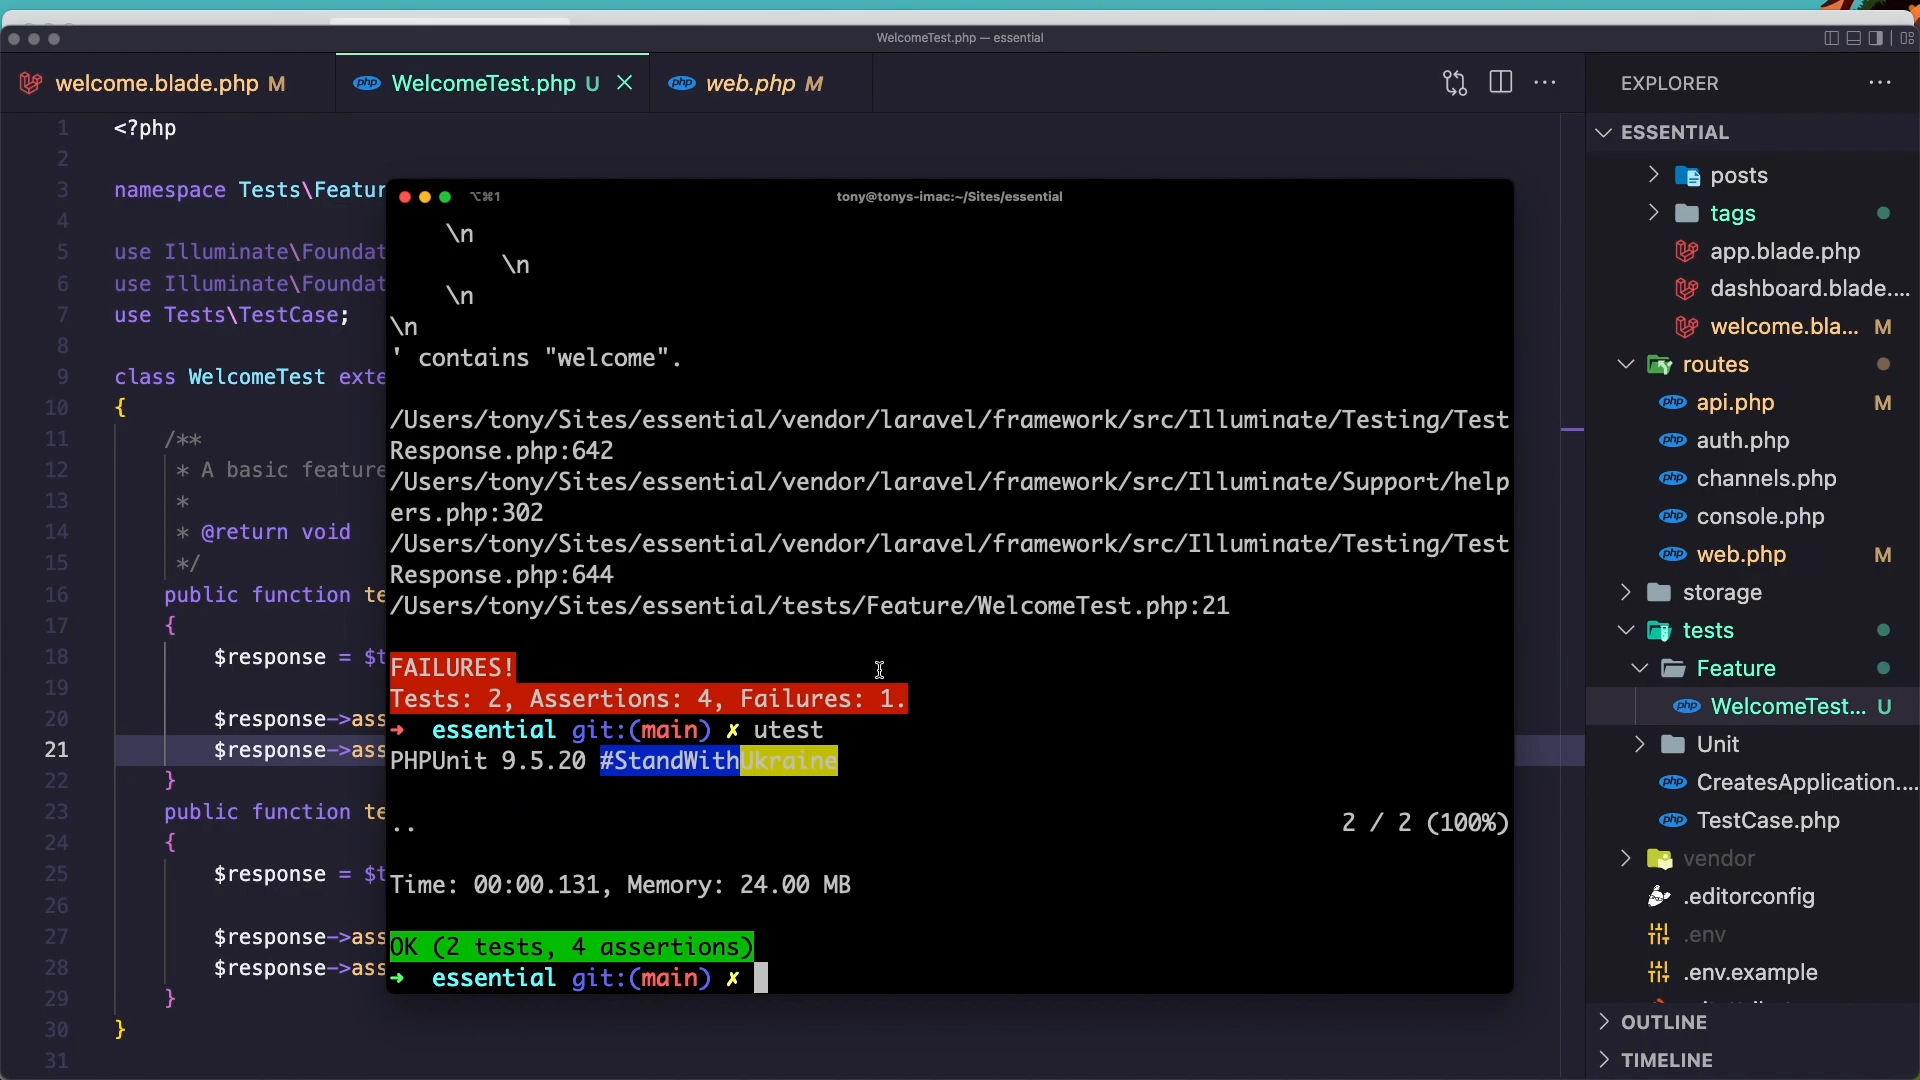 WelcomeTest.php — essential
welcome.blade.php M
WelcomeTest.php U
web.php M
1 <?php
2
3 namespace Tests\Featur
4
5 use Illuminate\Foundat
6 use Illuminate\Foundat
7 use Tests\TestCase;
8
9 class WelcomeTest exte
10 {
11 /**
12 * A basic feature
13 *
14 * @return void
15 */
16 public function te
17 {
18 $response = $t
19
20 $response->ass
21 $response->ass
22 }
23 public function te
24 {
25 $response = $t
26
27 $response->ass
28 $response->ass
29 }
30 }
31
⌥⌘1
tony@tonys-imac:~/Sites/essential
\n
\n
\n
\n
' contains "welcome".
/Users/tony/Sites/essential/vendor/laravel/framework/src/Illuminate/Testing/Test
Response.php:642
/Users/tony/Sites/essential/vendor/laravel/framework/src/Illuminate/Support/help
ers.php:302
/Users/tony/Sites/essential/vendor/laravel/framework/src/Illuminate/Testing/Test
Response.php:644
/Users/tony/Sites/essential/tests/Feature/WelcomeTest.php:21
FAILURES!
Tests: 2, Assertions: 4, Failures: 1.
➜ essential git:(main) ✗ utest
PHPUnit 9.5.20 #StandWithUkraine
.. 2 / 2 (100%)
Time: 00:00.131, Memory: 24.00 MB
OK (2 tests, 4 assertions)
➜ essential git:(main) ✗
EXPLORER
ESSENTIAL
posts
tags
app.blade.php
dashboard.blade....
welcome.bla... M
routes
api.php M
auth.php
channels.php
console.php
web.php M
storage
tests
Feature
WelcomeTest... U
Unit
CreatesApplication....
TestCase.php
vendor
.editorconfig
.env
.env.example
OUTLINE
TIMELINE